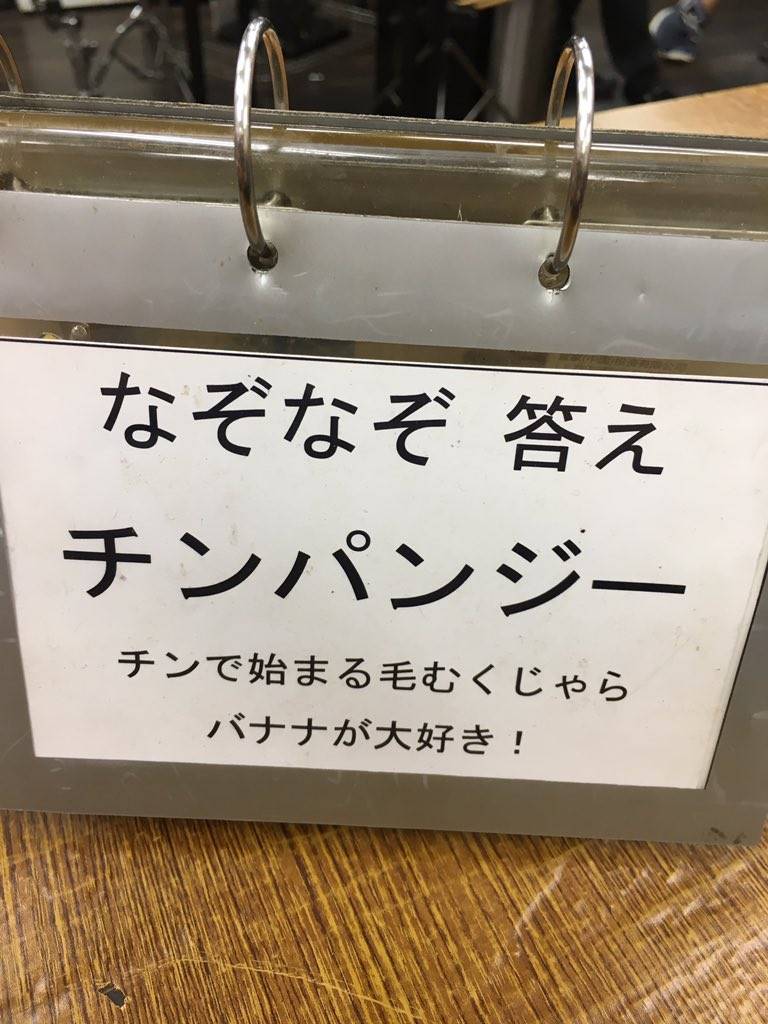 なぞなぞ 答え
チンパンジー
チンで始まる毛むくじゃら
バナナが大好き！